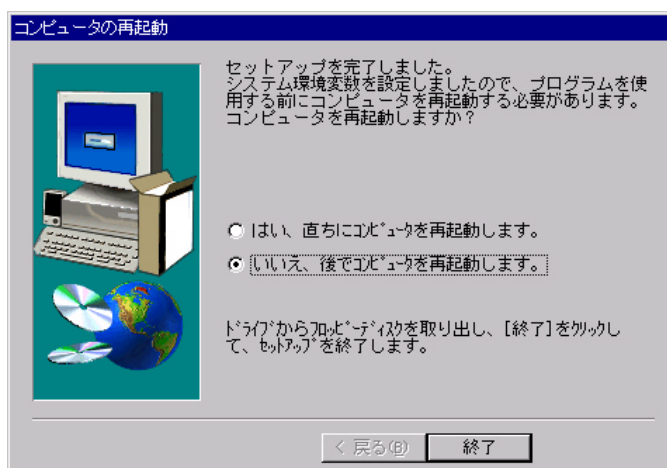 コンピュータの再起動
セットアップを完了しました。
システム環境変数を設定しましたので、プログラムを使
用する前にコンピュータを再起動する必要があります。
コンピュータを再起動しますか？
はい、直ちにｺﾝﾋﾟｭｰﾀを再起動します。
いいえ、後でｺﾝﾋﾟｭｰﾀを再起動します。
ﾄﾞﾗｲﾌﾞからﾌﾛｯﾋﾟｰﾃﾞｨｽｸを取り出し、[終了]をｸﾘｯｸし
て、ｾｯﾄｱｯﾌﾟを終了します。
< 戻る(B)
終了